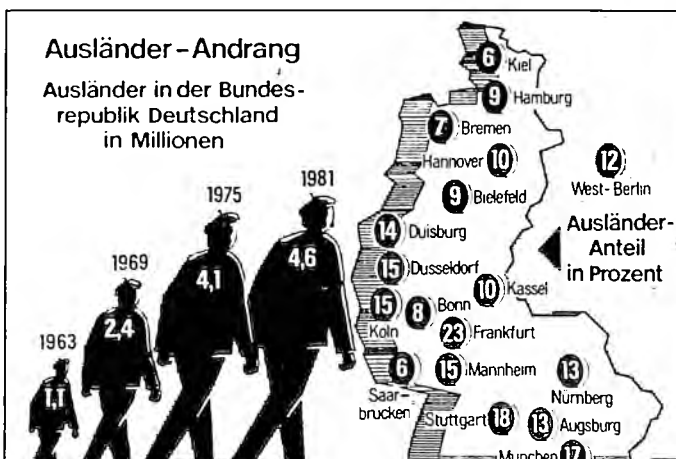 Ausländer-Andrang
Ausländer in der Bundes-
republik Deutschland
in Millionen
1963
1,1
1969
2,4
1975
4,1
1981
4,6
6 Kiel
9 Hamburg
7 Bremen
Hannover 10
12
West-Berlin
9 Bielefeld
14 Duisburg
Ausländer-
Anteil
in Prozent
15 Dusseldorf
10 Kassel
15
Köln
8 Bonn
23 Frankfurt
6
Saar-
brucken
15 Mannheim
13
Nürnberg
Stuttgart 18
13 Augsburg
Munchen 17